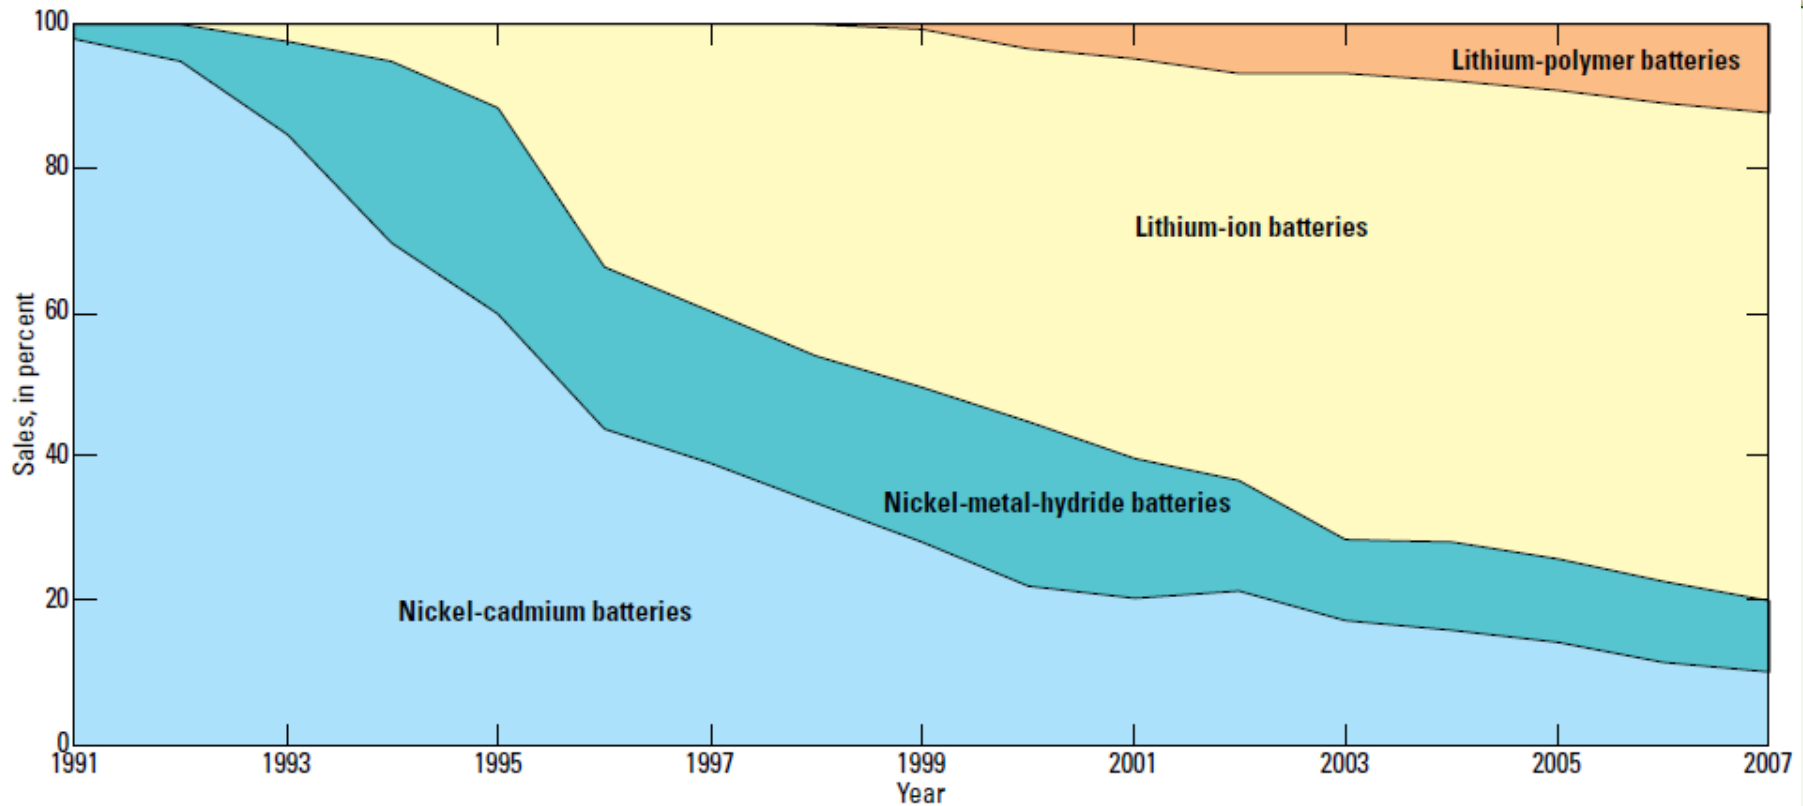 100
80
60
40
20
0
Sales, in percent
Lithium-polymer batteries
Lithium-ion batteries
Nickel-metal-hydride batteries
Nickel-cadmium batteries
1991 1993 1995 1997 1999 2001 2003 2005 2007
Year